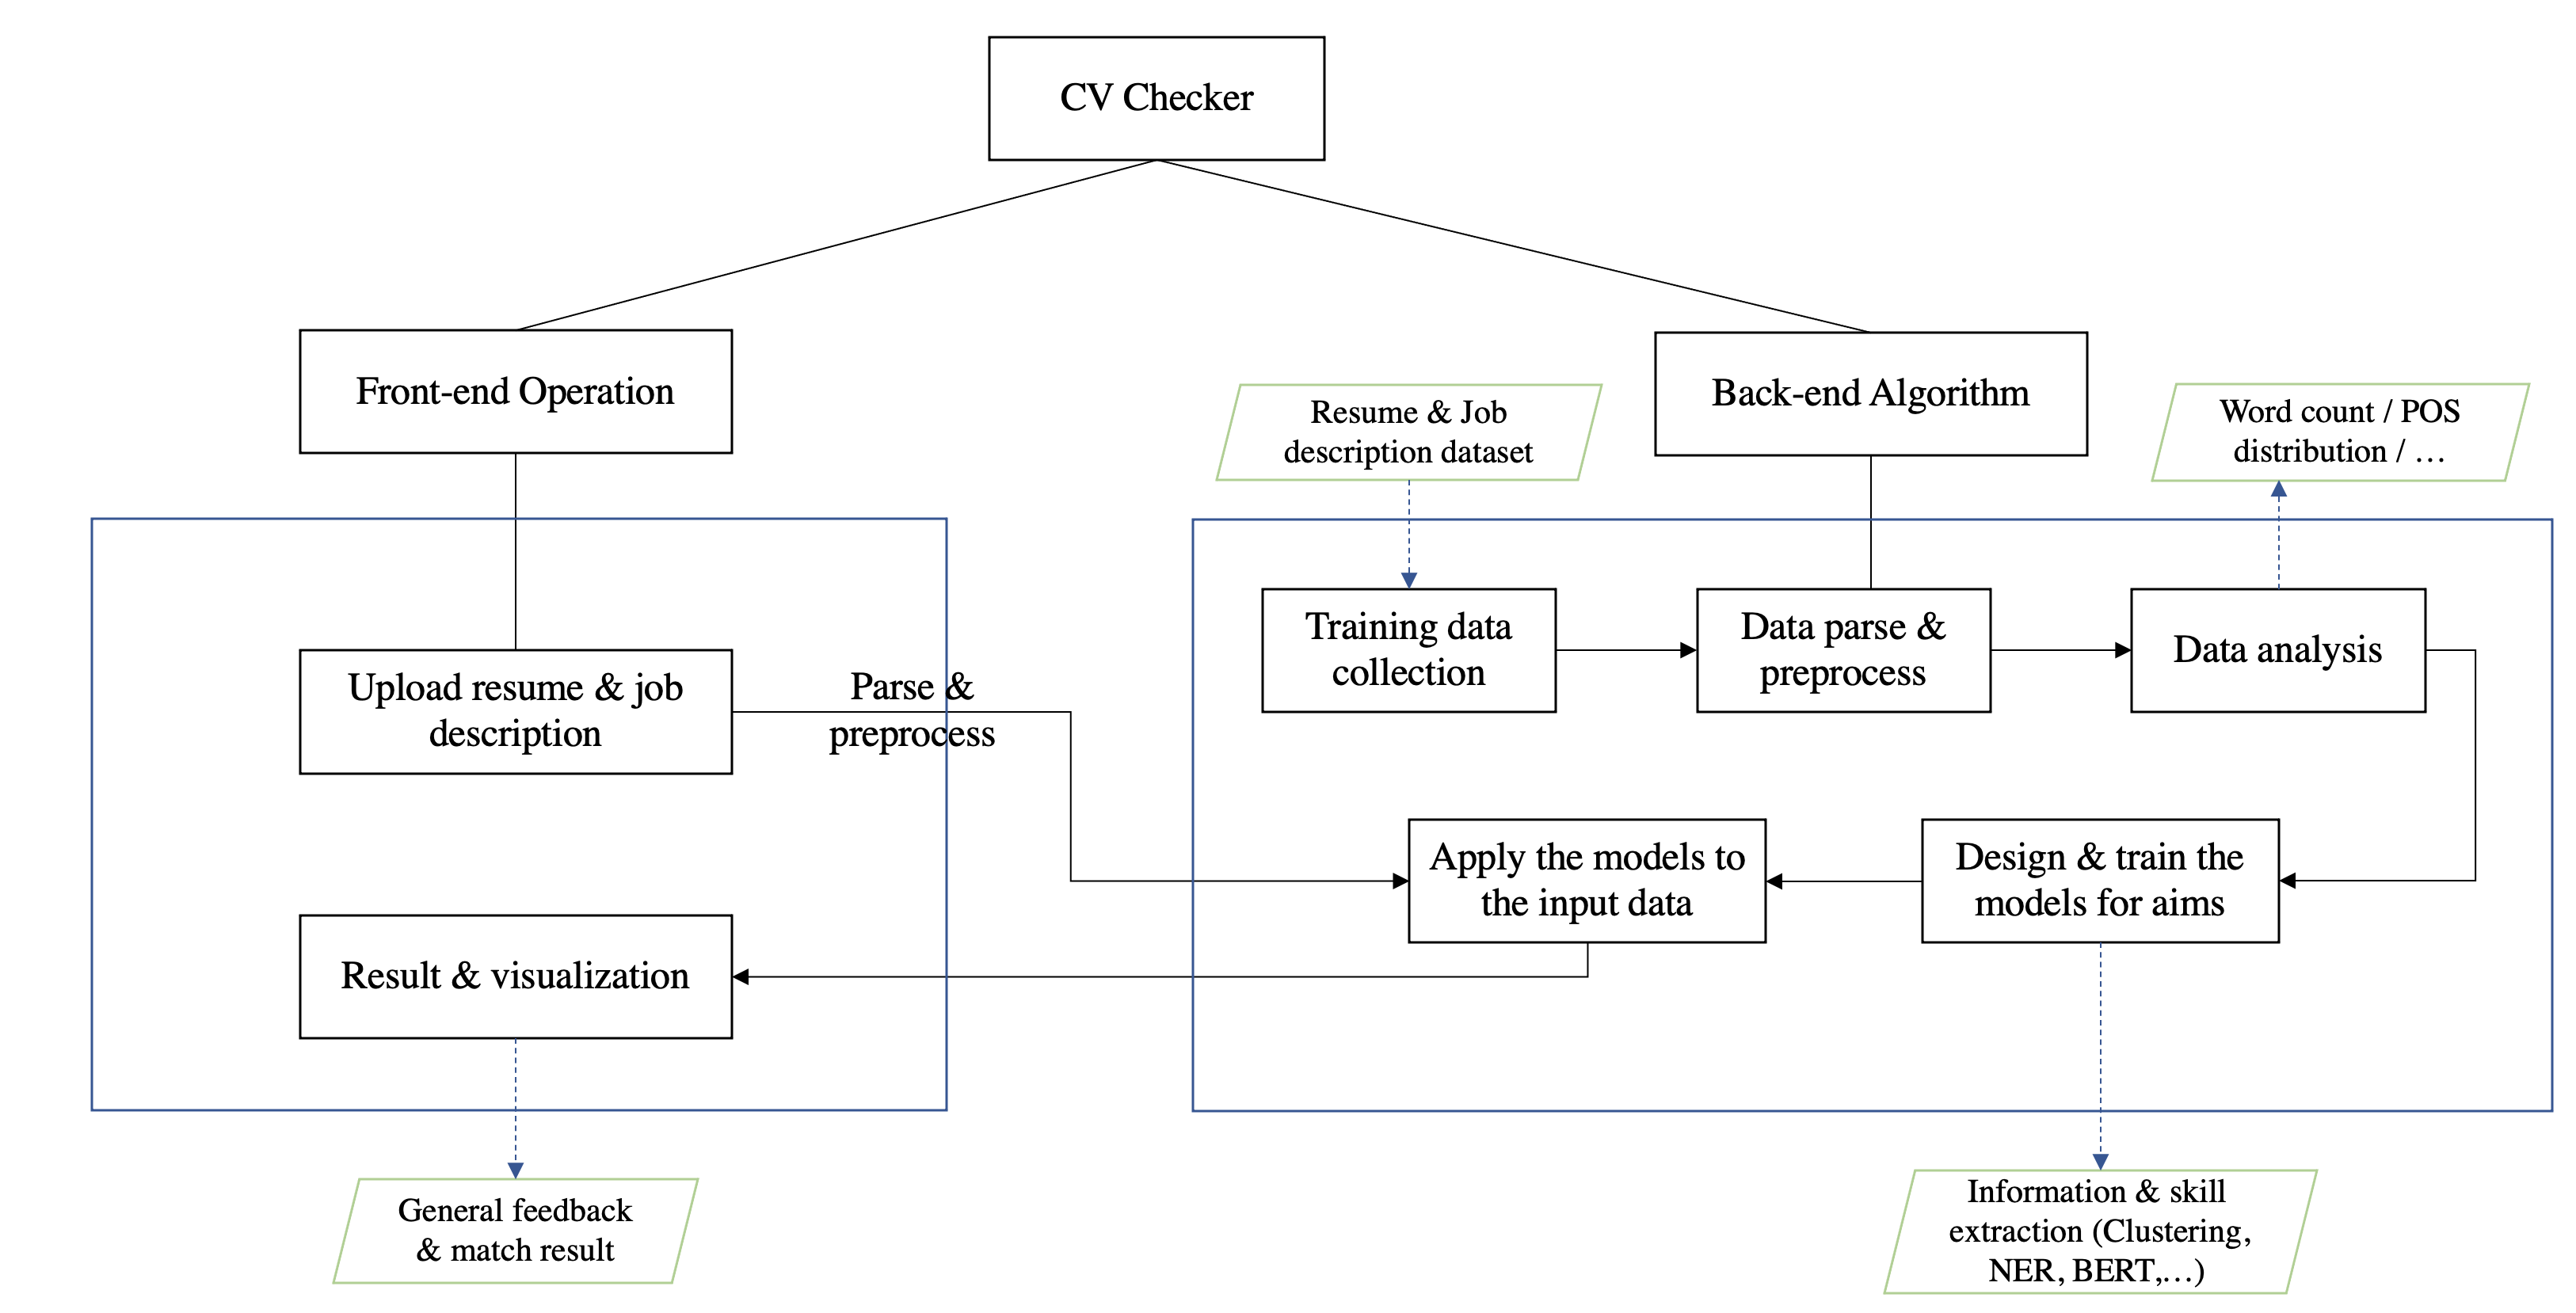 CV Checker
Front-end Operation
Back-end Algorithm
Resume & Job
description dataset
Word count / POS
distribution / …
Training data
collection
Data parse &
preprocess
Data analysis
Upload resume & job
description
Parse &
preprocess
Apply the models to
the input data
Design & train the
models for aims
Result & visualization
General feedback
& match result
Information & skill
extraction (Clustering,
NER, BERT,…)